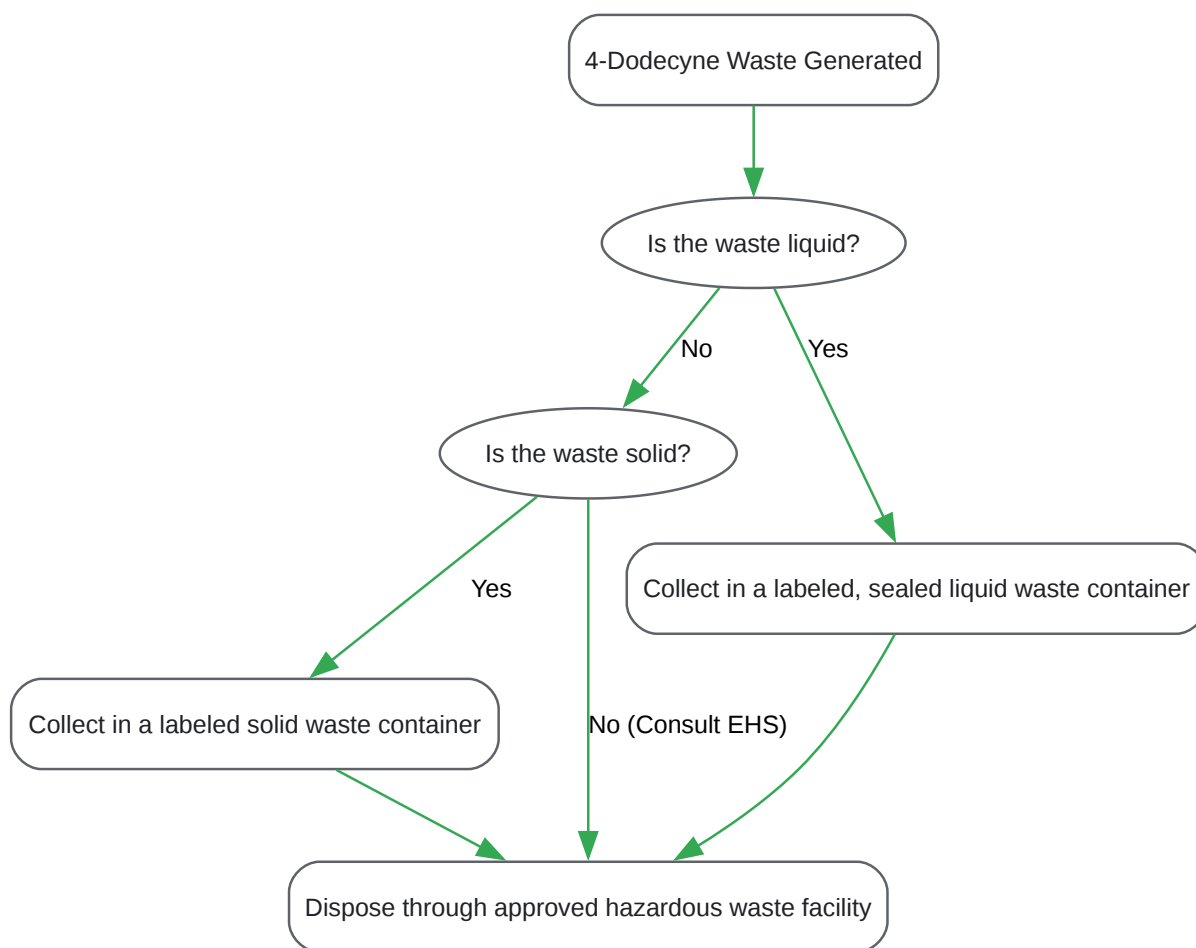 4-Dodecyne Waste Generated
Is the waste liquid?
No
Yes
Is the waste solid?
Collect in a labeled, sealed liquid waste container
Yes
Collect in a labeled solid waste container
No (Consult EHS)
Dispose through approved hazardous waste facility